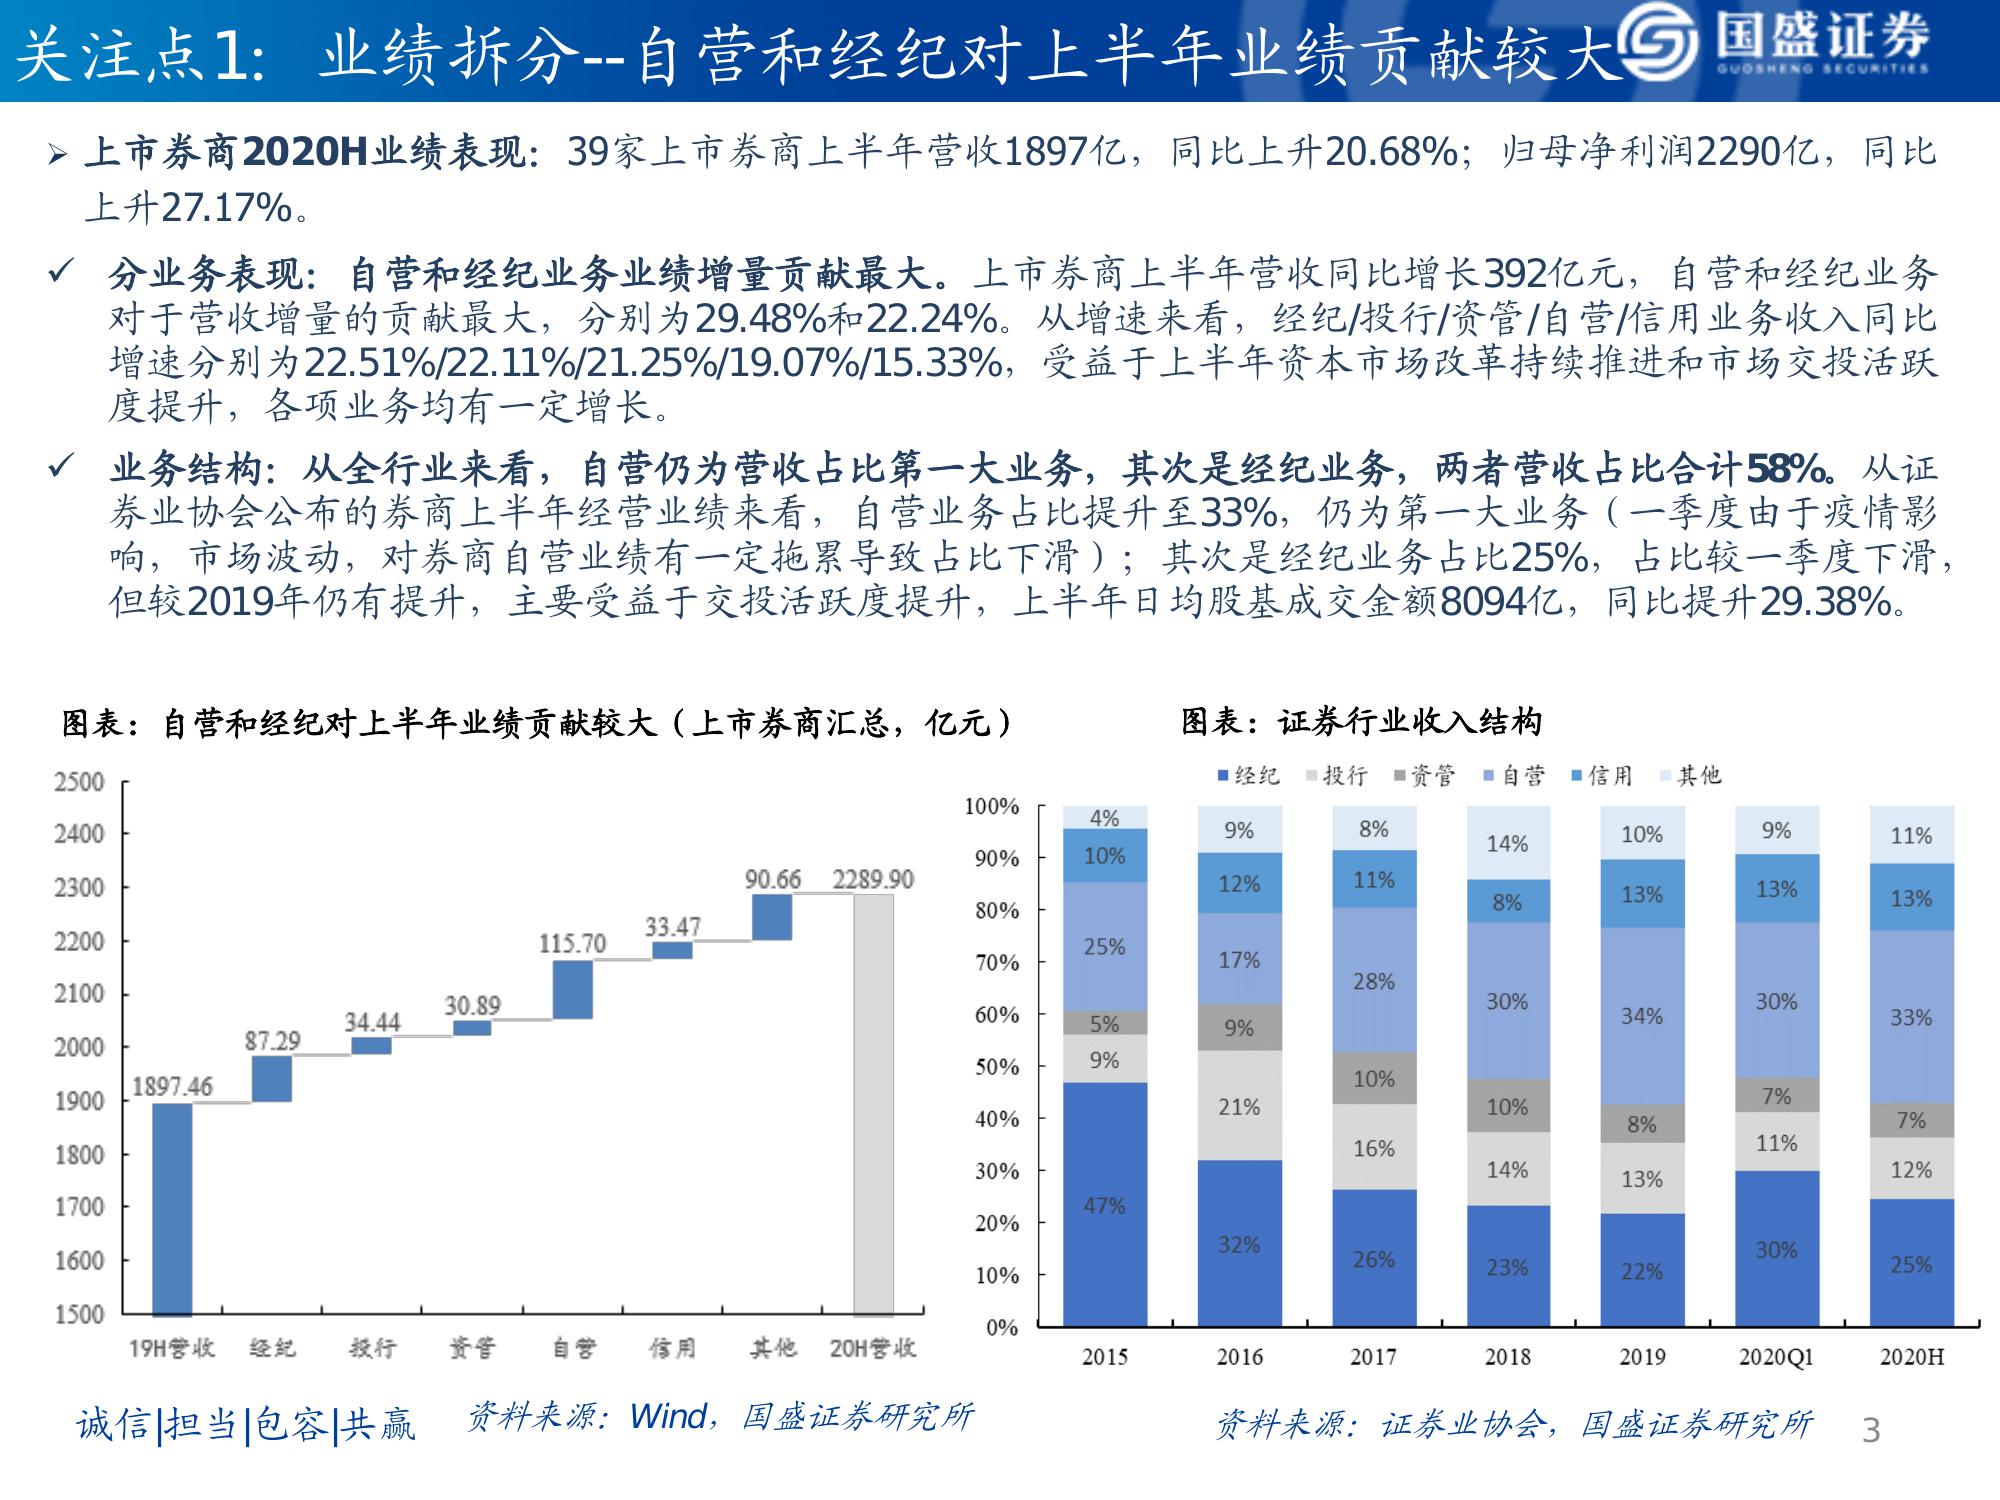 关注点1：业绩拆分--自营和经纪对上半年业绩贡献较大
国盛证券
GUOSHENG SECURITIES
➢ 上市券商2020H业绩表现：39家上市券商上半年营收1897亿，同比上升20.68%；归母净利润2290亿，同比
上升27.17%。
✓ 分业务表现：自营和经纪业务业绩增量贡献最大。上市券商上半年营收同比增长392亿元，自营和经纪业务
对于营收增量的贡献最大，分别为29.48%和22.24%。从增速来看，经纪/投行/资管/自营/信用业务收入同比
增速分别为22.51%/22.11%/21.25%/19.07%/15.33%，受益于上半年资本市场改革持续推进和市场交投活跃
度提升，各项业务均有一定增长。
✓ 业务结构：从全行业来看，自营仍为营收占比第一大业务，其次是经纪业务，两者营收占比合计58%。从证
券业协会公布的券商上半年经营业绩来看，自营业务占比提升至33%，仍为第一大业务（一季度由于疫情影
响，市场波动，对券商自营业绩有一定拖累导致占比下滑）；其次是经纪业务占比25%，占比较一季度下滑，
但较2019年仍有提升，主要受益于交投活跃度提升，上半年日均股基成交金额8094亿，同比提升29.38%。
图表：自营和经纪对上半年业绩贡献较大（上市券商汇总，亿元）
2500
2400
2300
2200
2100
2000
1900
1800
1700
1600
1500
1897.46
87.29
34.44
30.89
115.70
33.47
90.66
2289.90
19H营收 经纪 投行 资管 自营 信用 其他 20H营收
图表：证券行业收入结构
经纪 投行 资管 自营 信用 其他
100%
90%
80%
70%
60%
50%
40%
30%
20%
10%
0%
4% 9% 8% 14% 10% 9% 11%
10% 12% 11% 8% 13% 13% 13%
25% 17% 28% 30% 34% 30% 33%
5% 9% 10% 10% 8% 7% 7%
9% 21% 16% 14% 13% 11% 12%
47% 32% 26% 23% 22% 30% 25%
2015 2016 2017 2018 2019 2020Q1 2020H
诚信|担当|包容|共赢
资料来源：Wind，国盛证券研究所
资料来源：证券业协会，国盛证券研究所
3